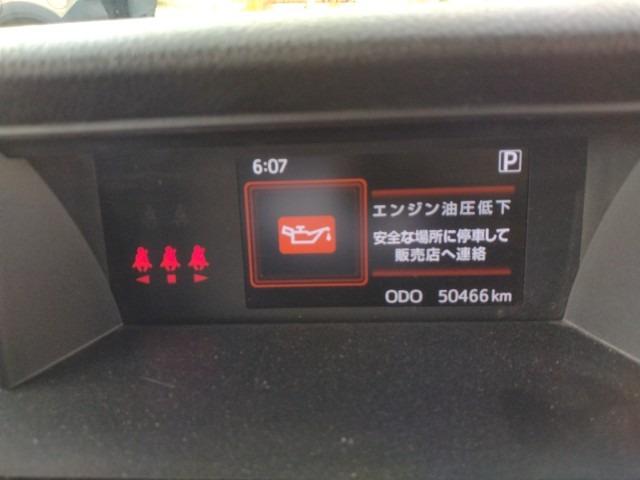 6:07 P
エンジン油圧低下
安全な場所に停車して
販売店へ連絡
ODO 50466 km